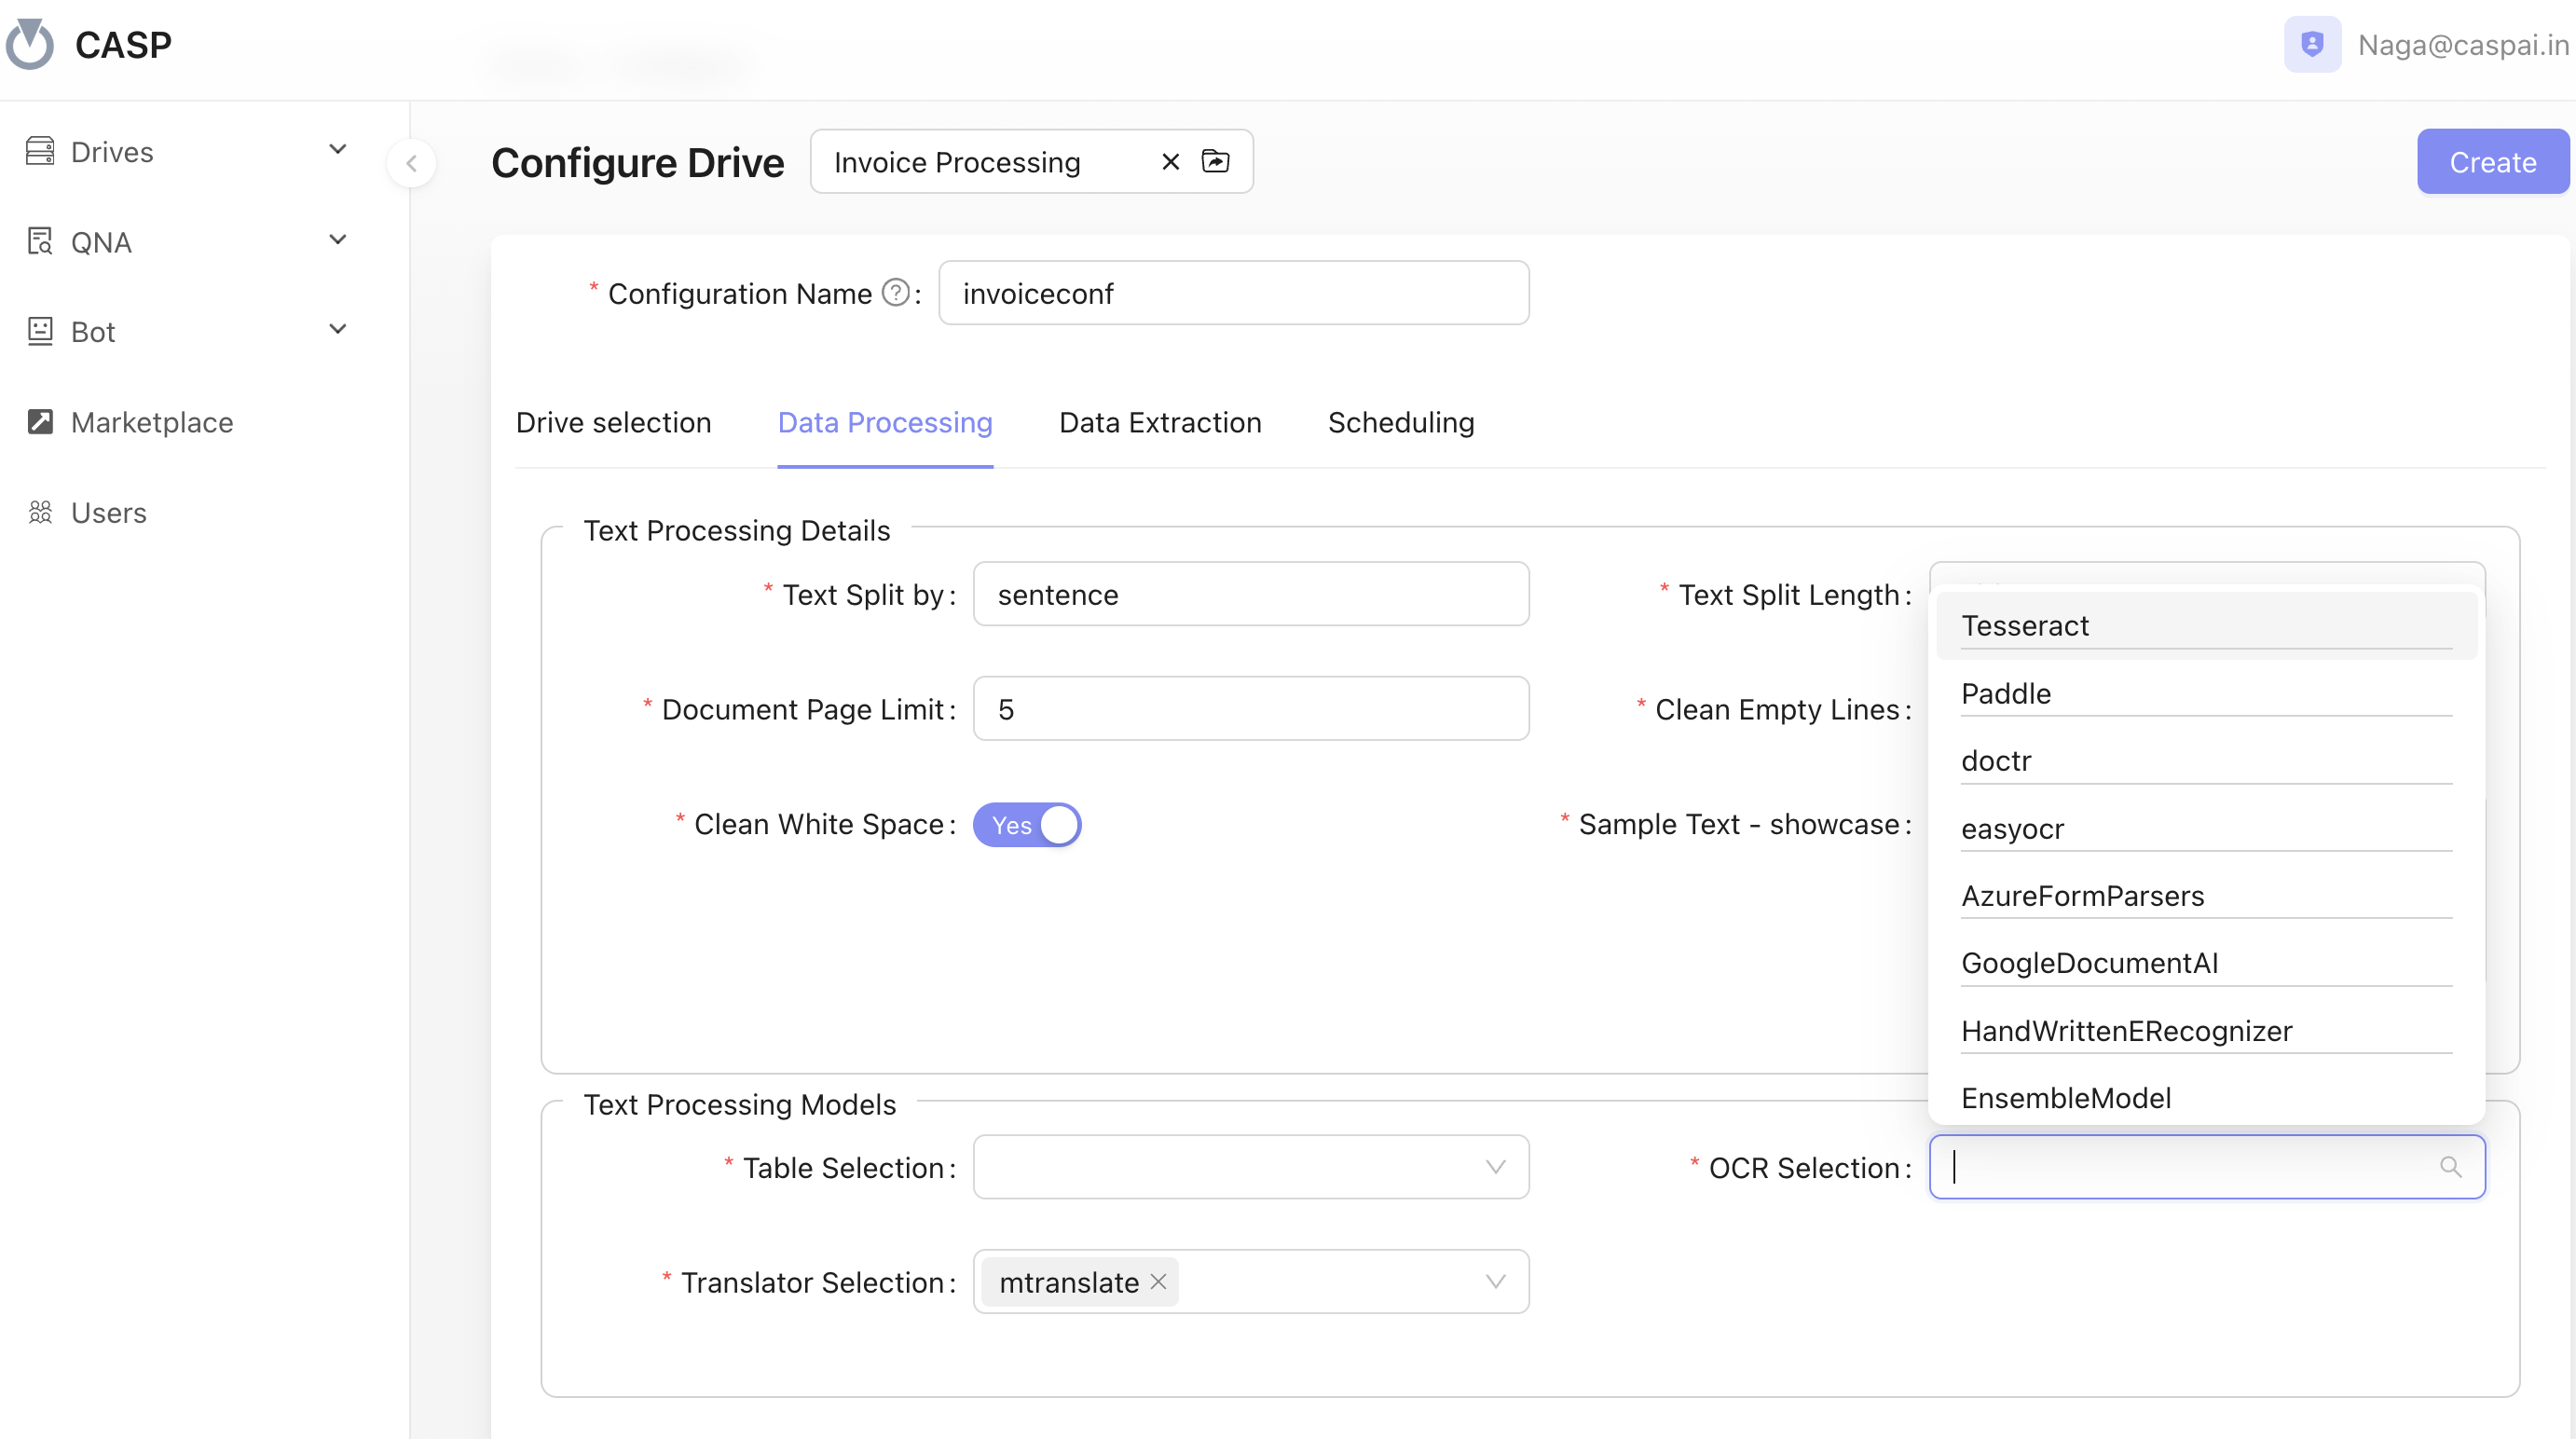 CASP
Naga@caspai.in
Drives
QNA
Bot
Marketplace
Users
Configure Drive
Invoice Processing
Create
* Configuration Name ? :
invoiceconf
Drive selection
Data Processing
Data Extraction
Scheduling
Text Processing Details
* Text Split by :
sentence
* Text Split Length :
* Document Page Limit :
5
* Clean Empty Lines :
* Clean White Space :
Yes
* Sample Text - showcase :
Tesseract
Paddle
doctr
easyocr
AzureFormParsers
GoogleDocumentAI
HandWrittenERecognizer
EnsembleModel
Text Processing Models
* Table Selection :
* OCR Selection :
* Translator Selection :
mtranslate